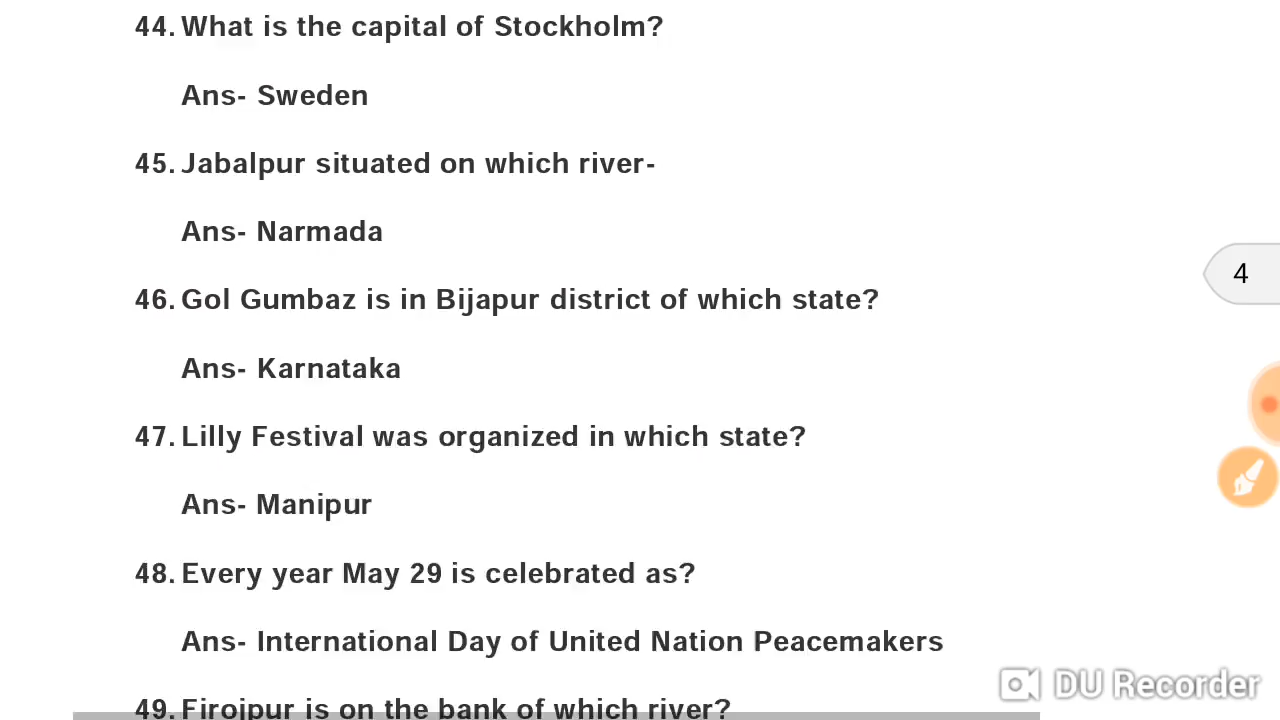 44. What is the capital of Stockholm?
Ans- Sweden
45. Jabalpur situated on which river-
Ans- Narmada
46. Gol Gumbaz is in Bijapur district of which state?
Ans- Karnataka
4
47. Lilly Festival was organized in which state?
Ans- Manipur
48. Every year May 29 is celebrated as?
Ans- International Day of United Nation Peacemakers
DU Recorder
49. Firojpur is on the bank of which river?